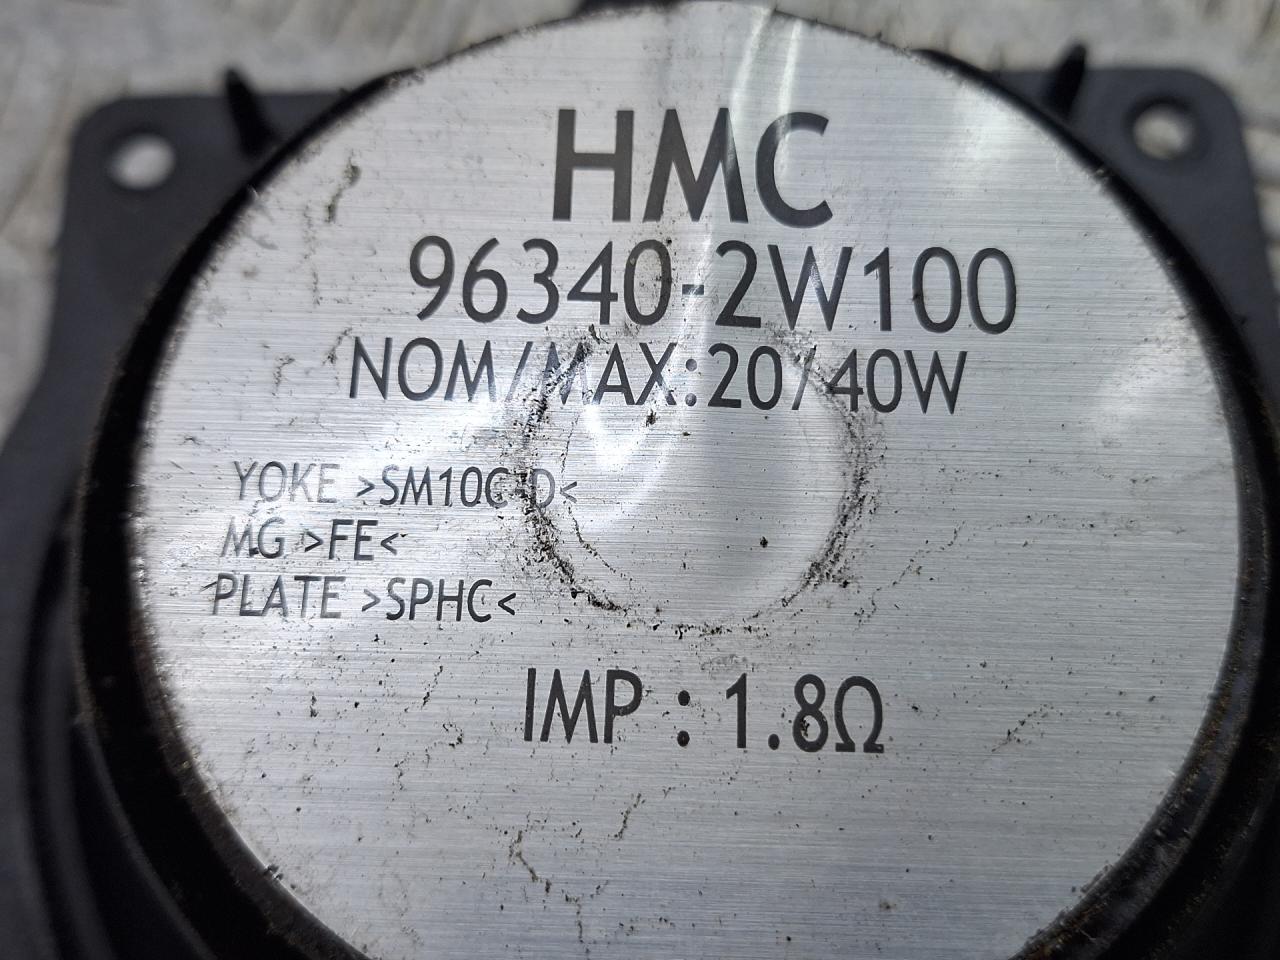 HMC
96340-2W100
NOM/MAX:20/40W
YOKE >SM10C-D<
MG >FE<
PLATE >SPHC<
IMP : 1.8Ω